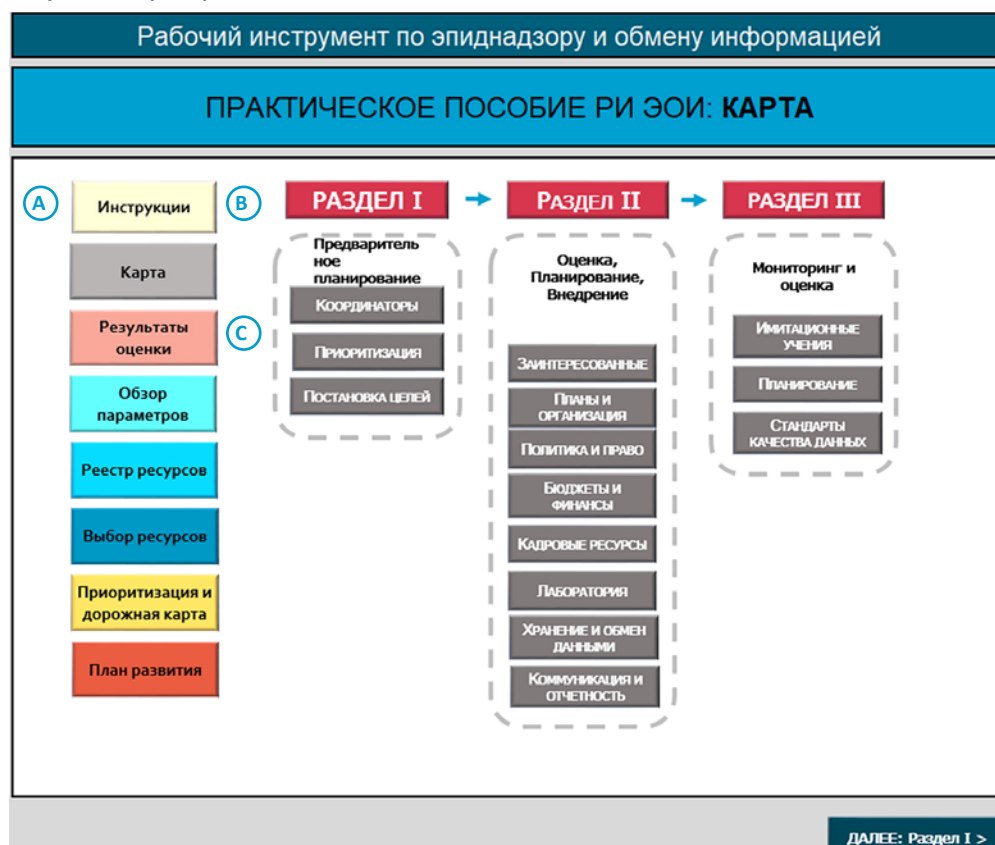 Рабочий инструмент по эпиднадзору и обмену информацией
ПРАКТИЧЕСКОЕ ПОСОБИЕ РИ ЭОИ: КАРТА
A
Инструкции
Карта
Результаты
оценки
Обзор
параметров
Реестр ресурсов
Выбор ресурсов
Приоритизация и
дорожная карта
План развития
B
РАЗДЕЛ I
C
Предваритель
ное
планирование
КООРДИНАТОРЫ
ПРИОРИТИЗАЦИЯ
ПОСТАНОВКА ЦЕЛЕЙ
РАЗДЕЛ II
Оценка,
Планирование,
Внедрение
ЗАИНТЕРЕСОВАННЫЕ
ПЛАНЫ И
ОРГАНИЗАЦИЯ
ПОЛИТИКА И ПРАВО
БЮДЖЕТЫ И
ФИНАНСЫ
КАДРОВЫЕ РЕСУРСЫ
ЛАБОРАТОРИЯ
ХРАНЕНИЕ И ОБМЕН
ДАННЫМИ
КОММУНИКАЦИЯ И
ОТЧЕТНОСТЬ
РАЗДЕЛ III
Мониторинг и
оценка
ИМИТАЦИОННЫЕ
УЧЕНИЯ
ПЛАНИРОВАНИЕ
СТАНДАРТЫ
КАЧЕСТВА ДАННЫХ
ДАЛЕЕ: Раздел I >